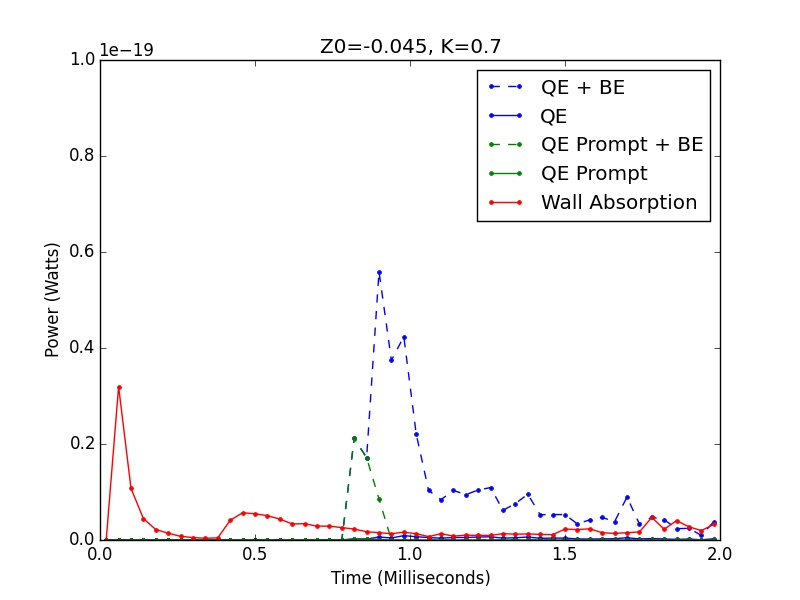 Z0=-0.045, K=0.7
1e−19
1.0
0.8
0.6
0.4
0.2
0.0
Power (Watts)
QE + BE
QE
QE Prompt + BE
QE Prompt
Wall Absorption
0.0 0.5 1.0 1.5 2.0
Time (Milliseconds)